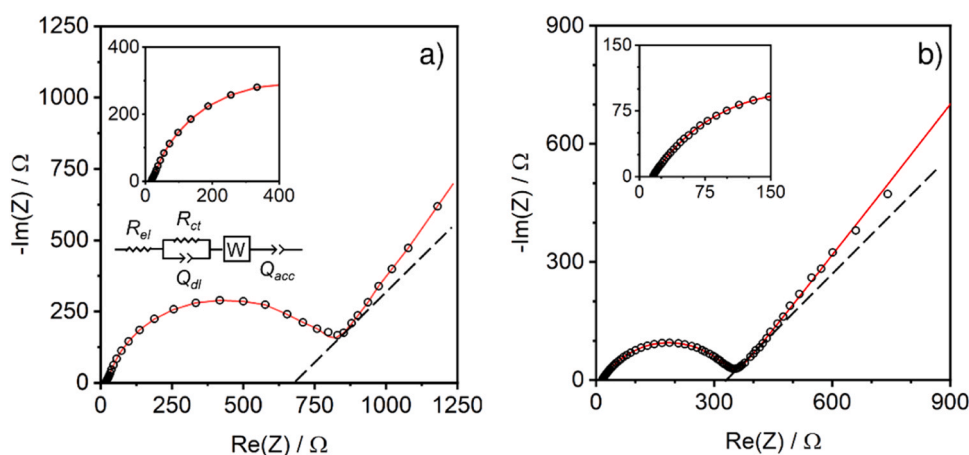 a)
1250
1000
750
500
250
0
-Im(Z) / Ω
400
200
0
0 200 400
R_el R_ct W Q_dl Q_acc
0 250 500 750 1000 1250
Re(Z) / Ω
b)
900
600
300
0
-Im(Z) / Ω
150
75
0
0 75 150
0 300 600 900
Re(Z) / Ω